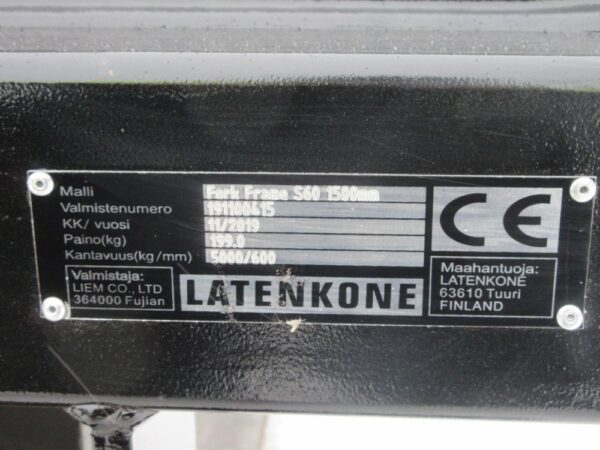 Malli Fork Frame S60 1500mm
Valmistenumero 191100415
KK/ vuosi 11/2019
Paino(kg) 199.0
Kantavuus(kg/mm) 5000/600
CE
Valmistaja:
LIEM CO., LTD
364000 Fujian
LATENKONE
Maahantuoja:
LATENKONE
63610 Tuuri
FINLAND